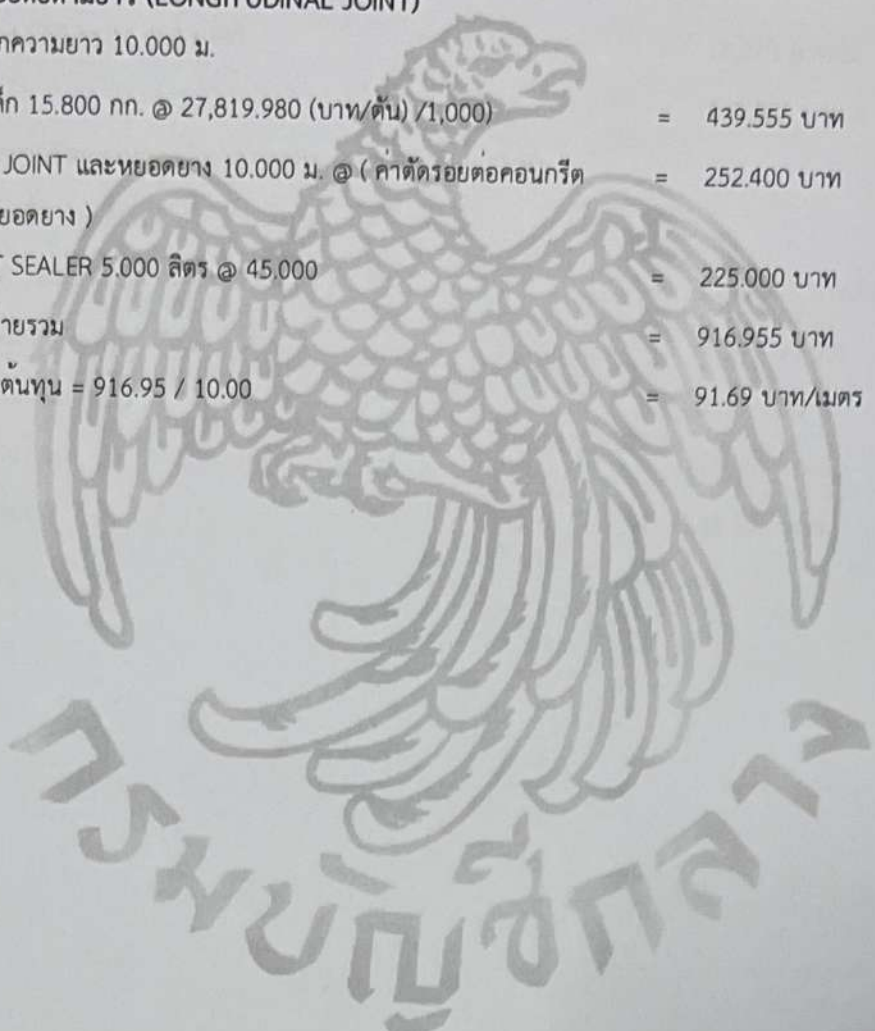 (LONGITUDINAL JOINT)
ความยาว 10.000 ม.
15.800 กก. @ 27,819.980 (บาท/ตัน) /1,000) = 439.555 บาท
JOINT และหยอดยาง 10.000 ม. @ ( ค่าตัดรอยต่อคอนกรีต = 252.400 บาท
ยอดยาง )
SEALER 5.000 ลิตร @ 45.000 = 225.000 บาท
ายรวม = 916.955 บาท
ต้นทุน = 916.95 / 10.00 = 91.69 บาท/เมตร
กรมบัญชีกลาง